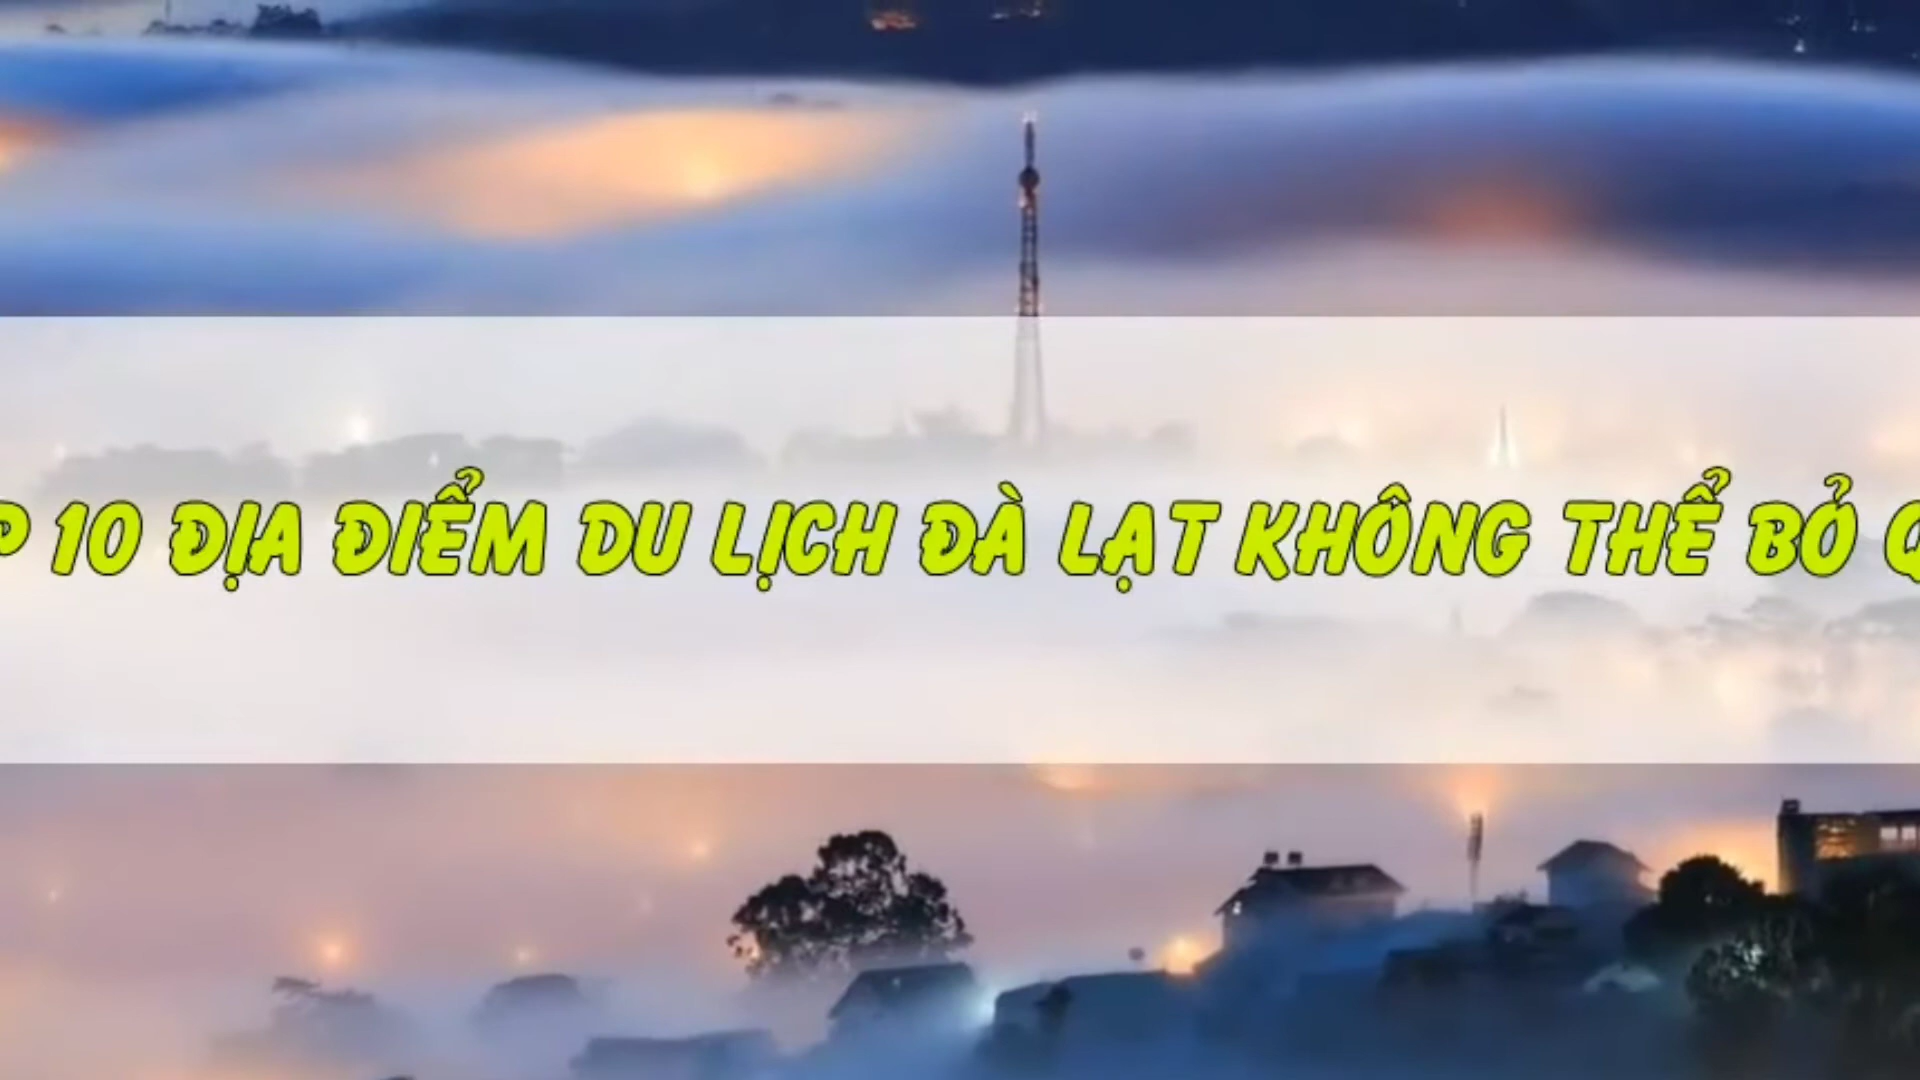 P 10 ĐỊA ĐIỂM DU LỊCH ĐÀ LẠT KHÔNG THỂ BỎ Q